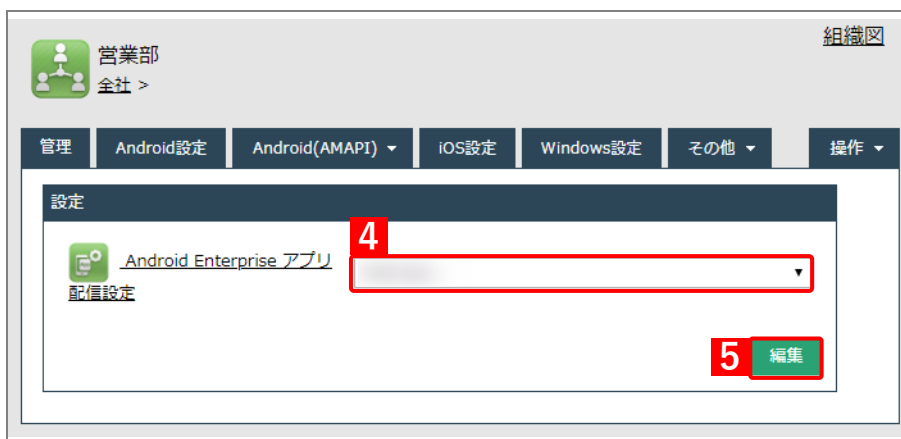 営業部
組織図
全社 >
管理
Android設定
Android(AMAPI)
iOS設定
Windows設定
その他
操作
設定
4
Android Enterprise アプリ
配信設定
5
編集